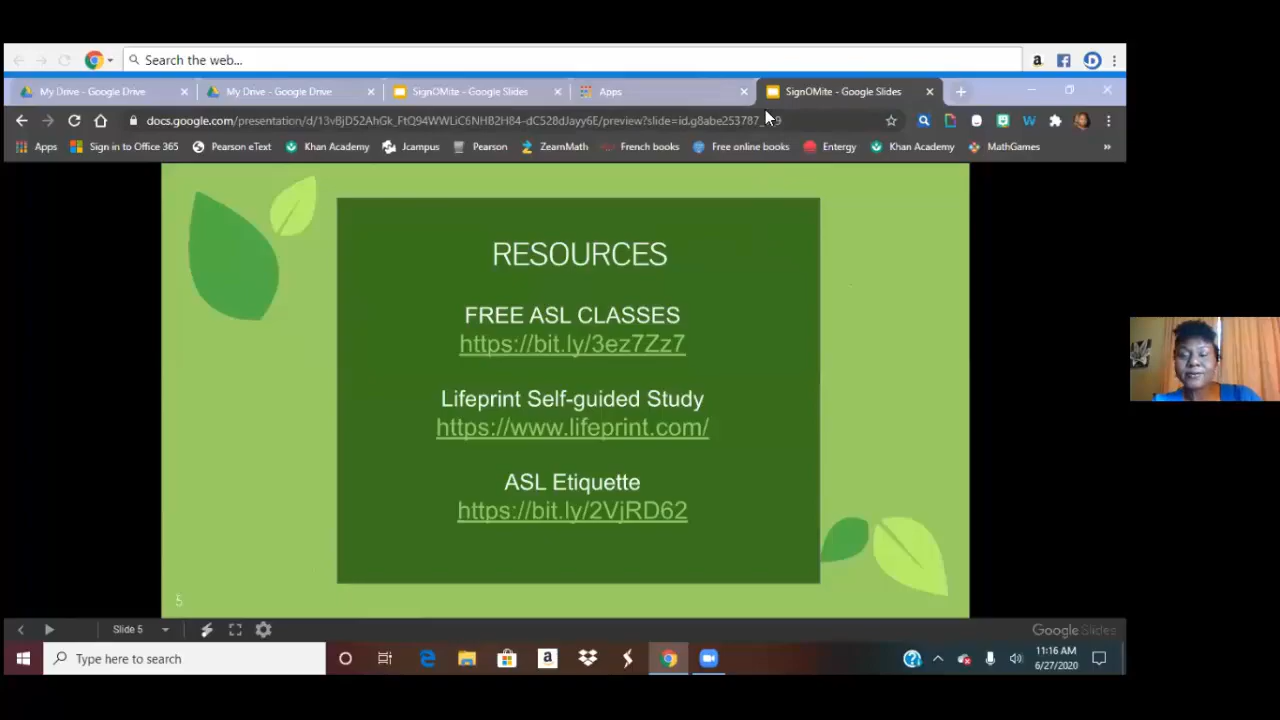 Search the web...
My Drive - Google Drive
My Drive - Google Drive
SignOMite - Google Slides
Apps
SignOMite - Google Slides
Apps
Sign in to Office 365
Pearson eText
Khan Academy
Jcampus
Pearson
ZearnMath
French books
Free online books
Entergy
Khan Academy
MathGames
RESOURCES
FREE ASL CLASSES
https://bit.ly/3ez7Zz7
Lifeprint Self-guided Study
https://www.lifeprint.com/
ASL Etiquette
https://bit.ly/2VjRD62
5
Slide 5
Google Slides
Type here to search
11:16 AM
6/27/2020